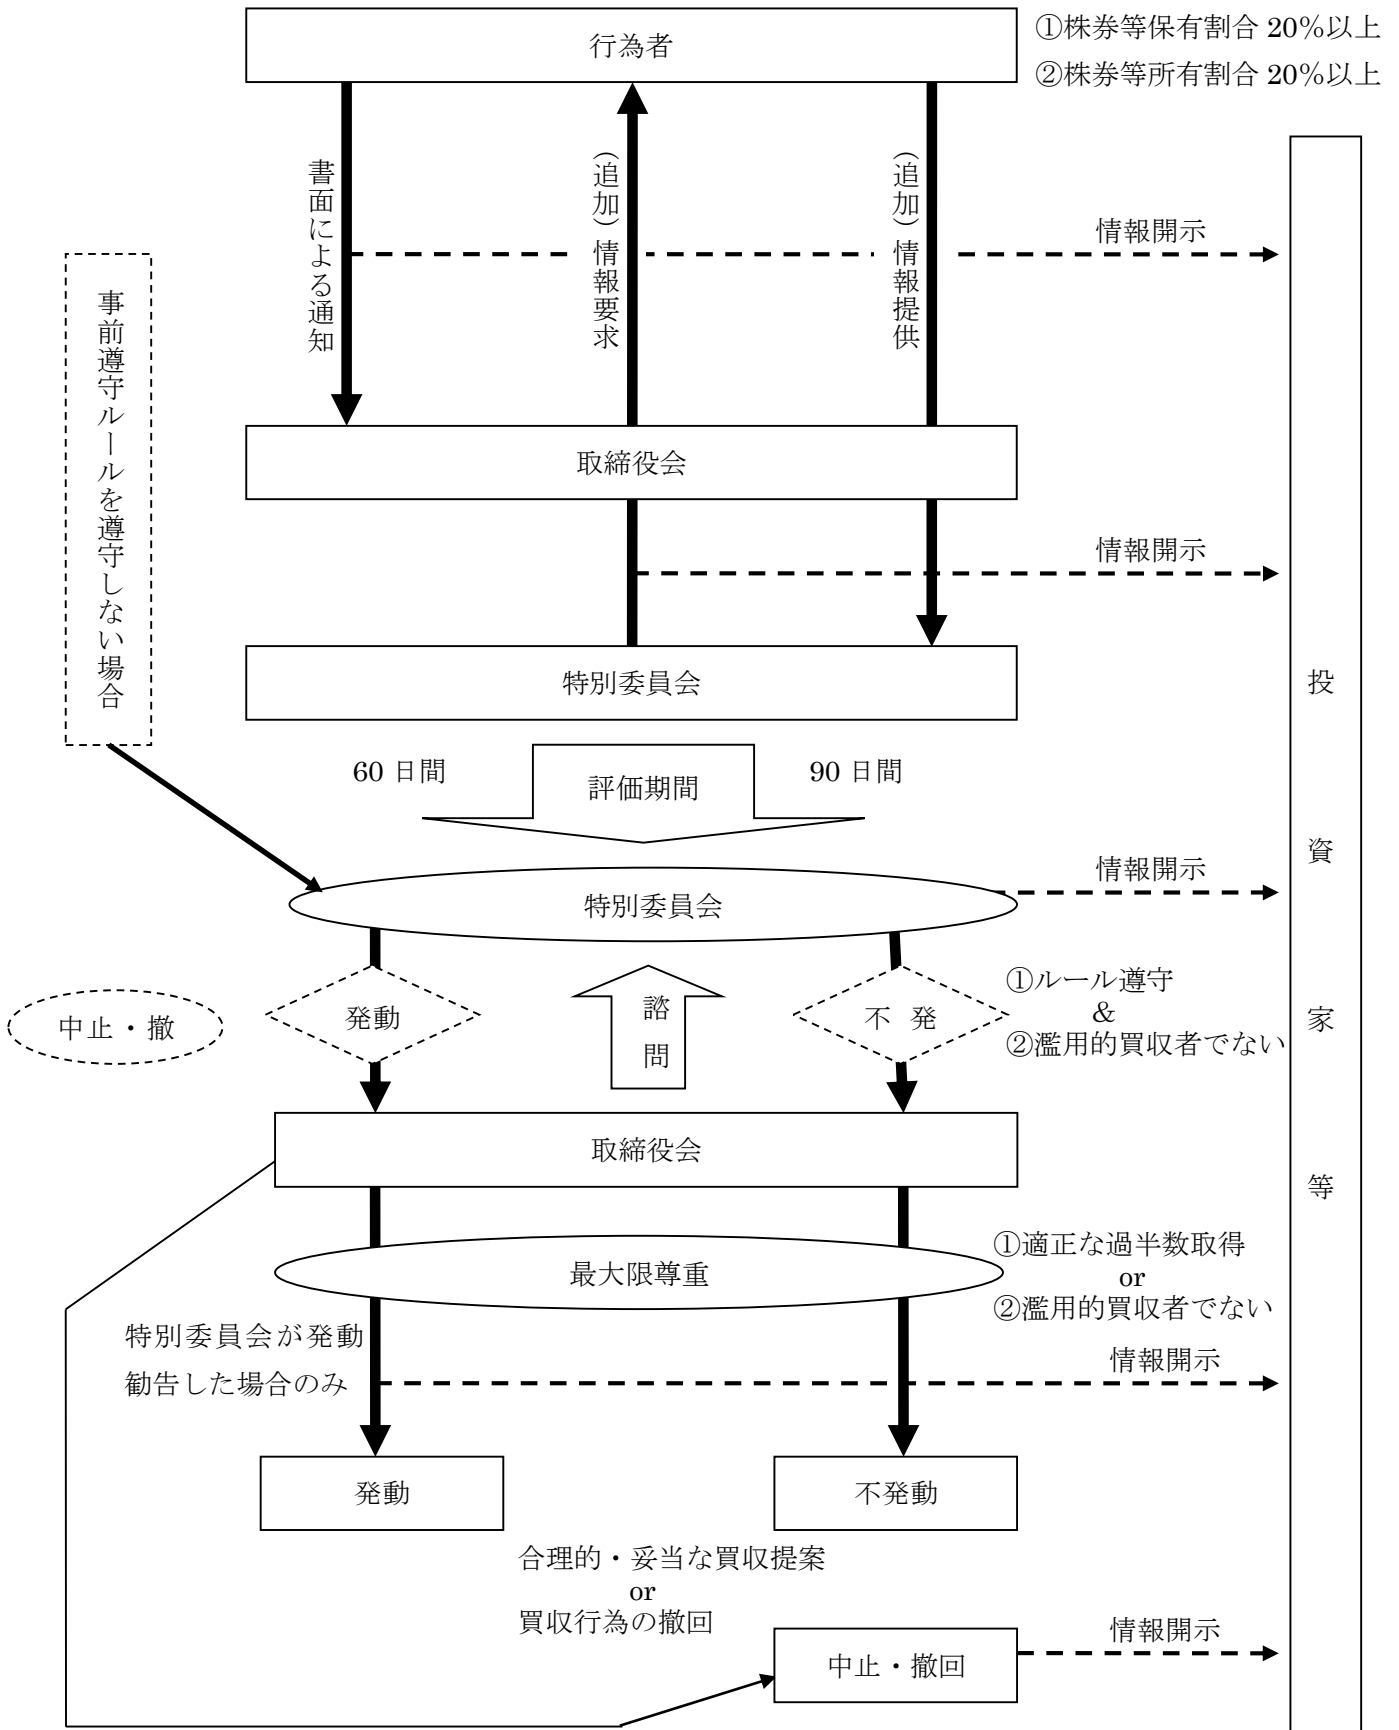 行為者
①株券等保有割合 20%以上
②株券等所有割合 20%以上
書面による通知
(追加)情報要求
(追加)情報提供
情報開示
事前遵守ルールを遵守しない場合
取締役会
情報開示
特別委員会
投資家等
60 日間
評価期間
90 日間
特別委員会
情報開示
中止・撤
発動
諮問
不 発
①ルール遵守
&
②濫用的買収者でない
取締役会
最大限尊重
①適正な過半数取得
or
②濫用的買収者でない
特別委員会が発動
勧告した場合のみ
情報開示
発動
不発動
合理的・妥当な買収提案
or
買収行為の撤回
中止・撤回
情報開示